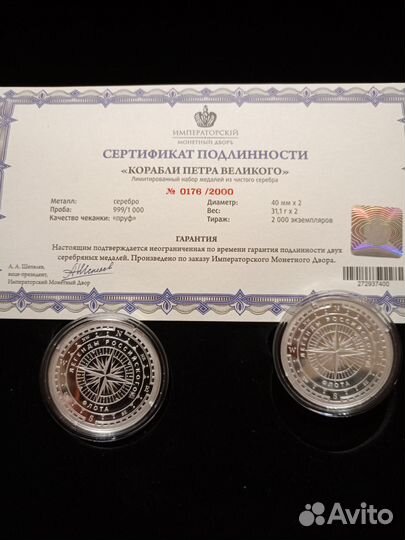 ИМПЕРАТОРСКIЙ
МОНЕТНЫЙ ДВОРЪ
СЕРТИФИКАТ ПОДЛИННОСТИ
«КОРАБЛИ ПЕТРА ВЕЛИКОГО»
Лимитированный набор медалей из чистого серебра
№ 0176 /2000
Металл: серебро Диаметр: 40 мм x 2
Проба: 999/1 000 Вес: 31,1 г x 2
Качество чеканки: «пруф» Тираж: 2 000 экземпляров
ГАРАНТИЯ
Настоящим подтверждается неограниченная по времени гарантия подлинности двух
серебряных медалей. Произведено по заказу Императорского Монетного Двора.
А. А. Шепелев,
вице-президент,
Императорский Монетный Двор
272937400
ЛЕГЕНДЫ РОССИЙСКОГО
ФЛОТА
ЛЕГЕНДЫ РОССИЙСКОГО
ФЛОТА
Avito